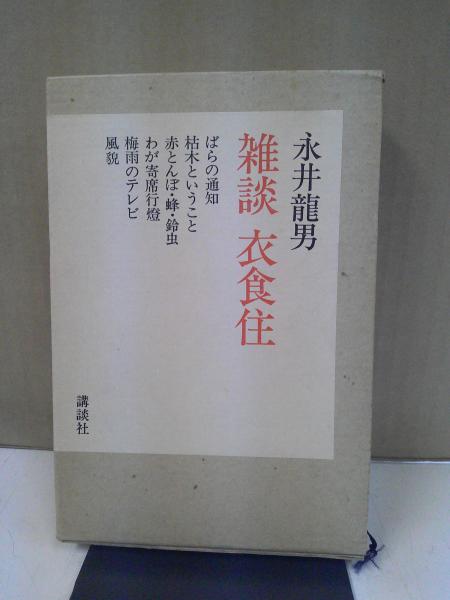 永井龍男
雑談 衣食住
ばらの通知
枯木ということ
赤とんぼ・蜂・鈴虫
わが寄席行燈
梅雨のテレビ
風貌
講談社